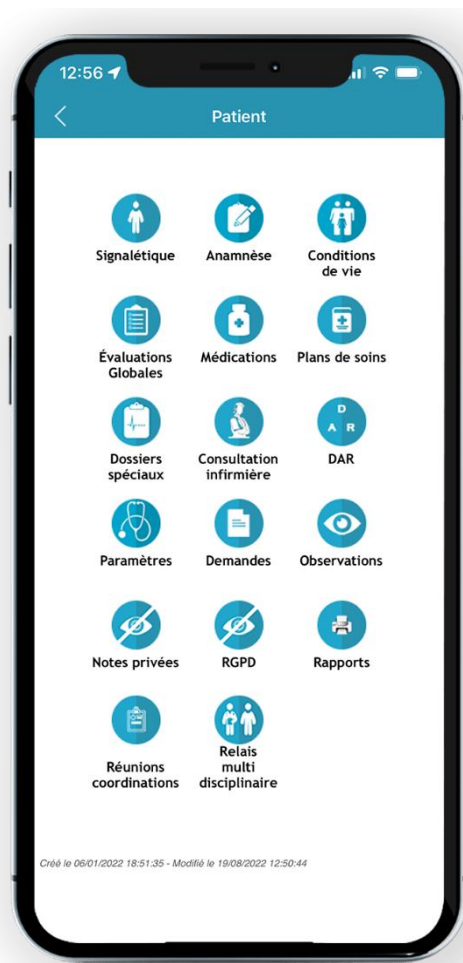 12:56
Patient
Signalétique
Anamnèse
Conditions
de vie
Évaluations
Globales
Médications
Plans de soins
Dossiers
spéciaux
Consultation
infirmière
D
A R
DAR
Paramètres
Demandes
Observations
Notes privées
RGPD
Rapports
Réunions
coordinations
Relais
multi
disciplinaire
Créé le 06/01/2022 18:51:35 - Modifié le 19/08/2022 12:50:44